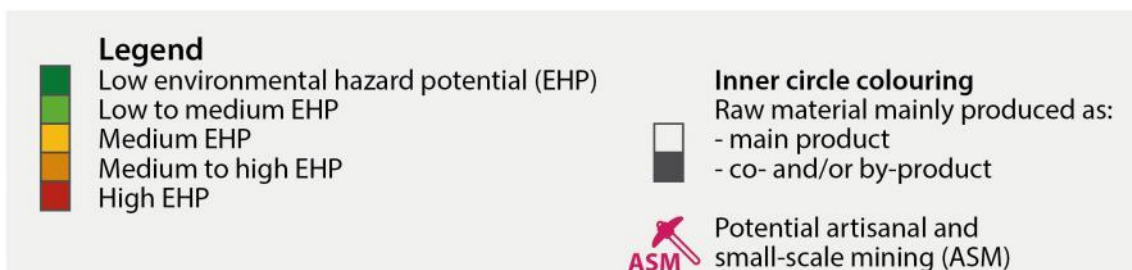 Legend
Low environmental hazard potential (EHP)
Low to medium EHP
Medium EHP
Medium to high EHP
High EHP
Inner circle colouring
Raw material mainly produced as:
- main product
- co- and/or by-product
ASM
Potential artisanal and
small-scale mining (ASM)